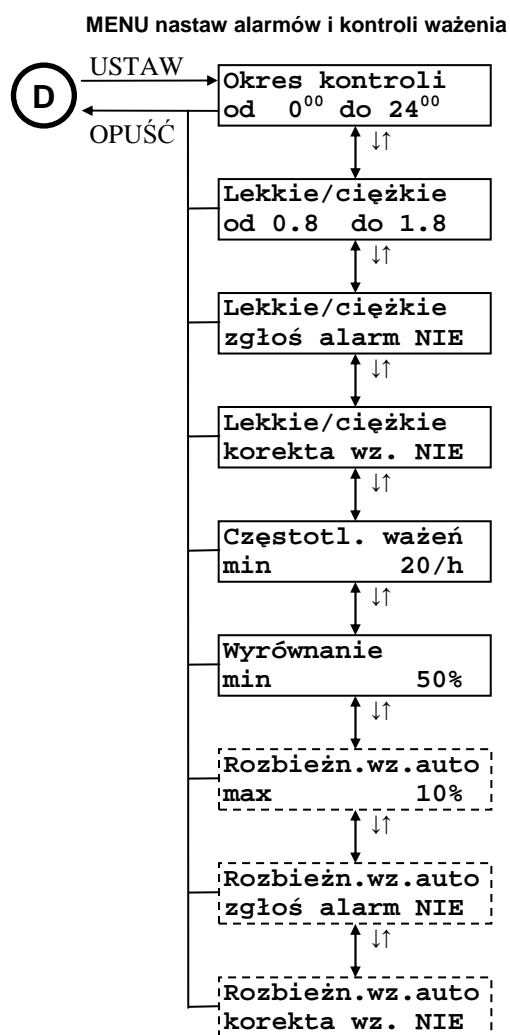 MENU nastaw alarmów i kontroli ważenia
USTAW
D
OPUŚĆ
Okres kontroli
od 0⁰⁰ do 24⁰⁰
↓↑
Lekkie/ciężkie
od 0.8 do 1.8
↓↑
Lekkie/ciężkie
zgłoś alarm NIE
↓↑
Lekkie/ciężkie
korekta wz. NIE
↓↑
Częstotl. ważeń
min 20/h
↓↑
Wyrównanie
min 50%
↓↑
Rozbieżn.wz.auto
max 10%
↓↑
Rozbieżn.wz.auto
zgłoś alarm NIE
↓↑
Rozbieżn.wz.auto
korekta wz. NIE